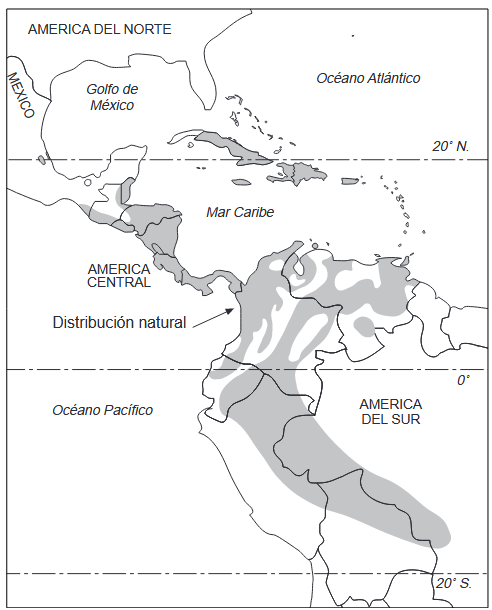 AMERICA DEL NORTE
Océano Atlántico
MEXICO
Golfo de
México
20° N.
Mar Caribe
AMERICA
CENTRAL
Distribución natural
0°
Océano Pacífico
AMERICA
DEL SUR
20° S.